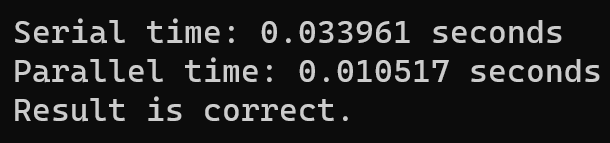 Serial time: 0.033961 seconds
Parallel time: 0.010517 seconds
Result is correct.